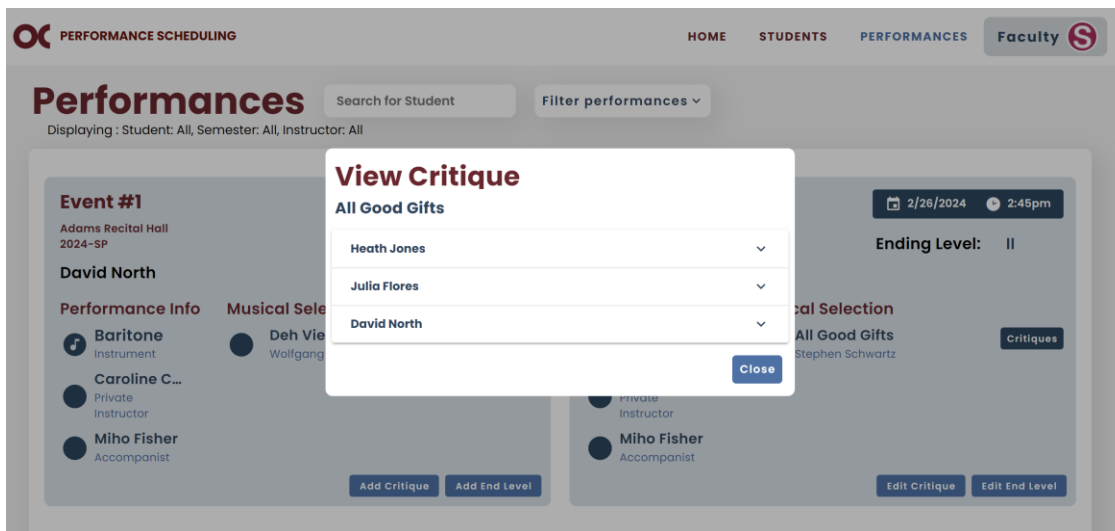 OC PERFORMANCE SCHEDULING
HOME STUDENTS PERFORMANCES Faculty S
Performances
Search for Student
Filter performances
Displaying : Student: All, Semester: All, Instructor: All
View Critique
All Good Gifts
Heath Jones
Julia Flores
David North
Close
Event #1
Adams Recital Hall
2024-SP
David North
Performance Info
Baritone
Instrument
Caroline C...
Private
Instructor
Miho Fisher
Accompanist
Musical Sele
Deh Vie
Wolfgang
Add Critique Add End Level
2/26/2024 2:45pm
Ending Level: II
cal Selection
All Good Gifts
Stephen Schwartz
Critiques
Private
Instructor
Miho Fisher
Accompanist
Edit Critique Edit End Level